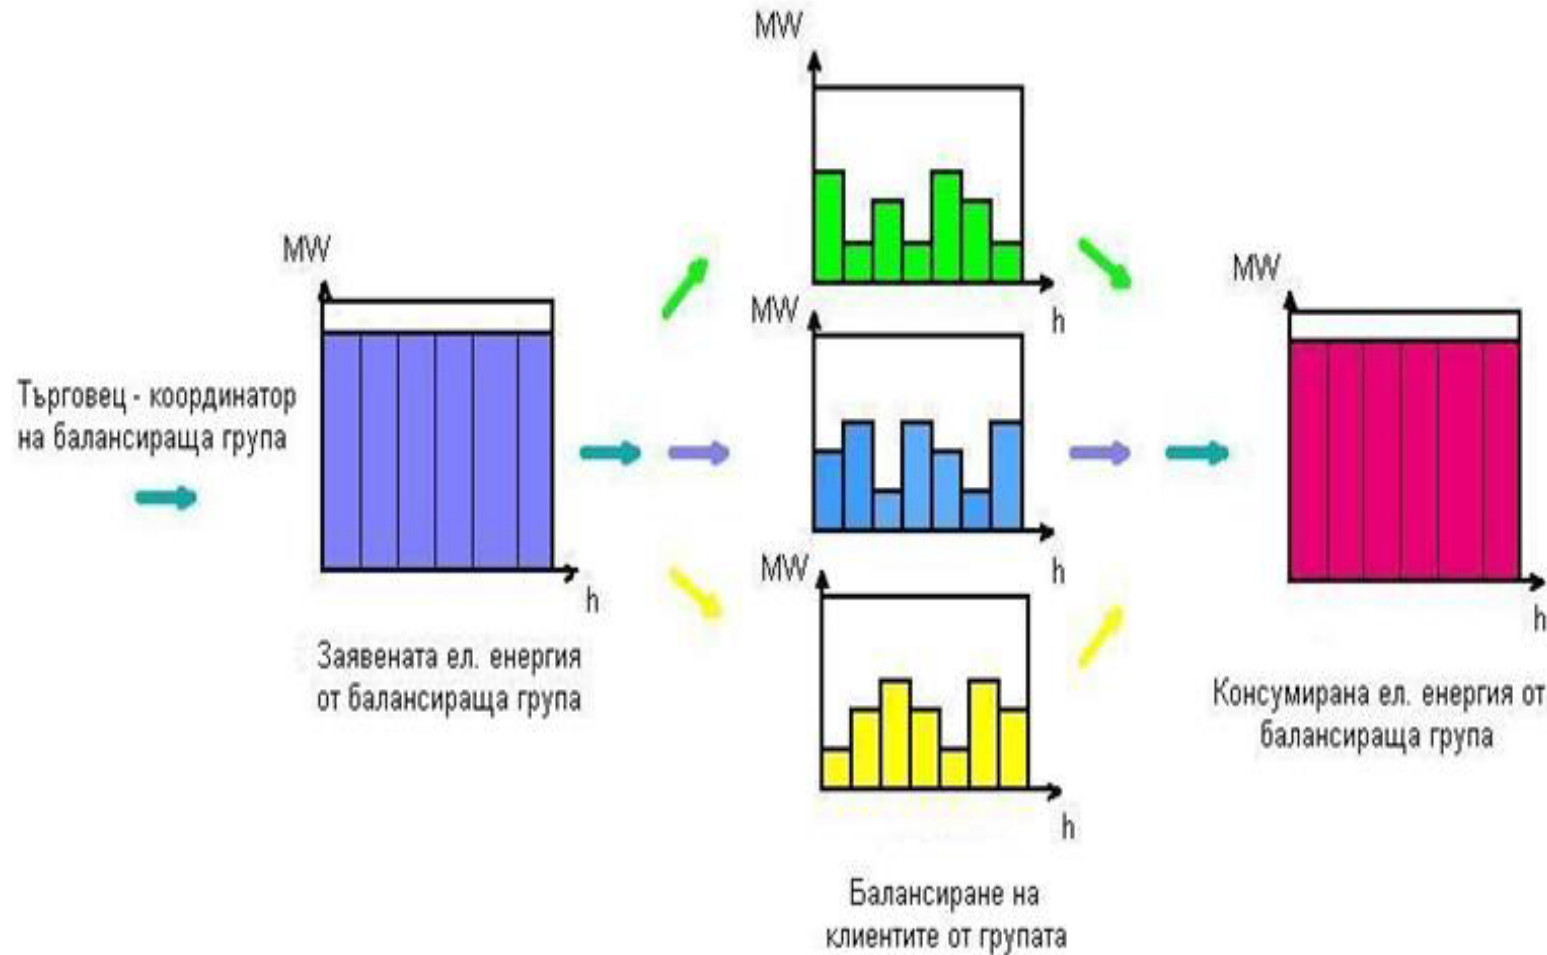 Търговец - координатор
на балансираща група
MW
h
Заявената ел. енергия
от балансираща група
MW
h
MW
h
MW
h
Балансиране на
клиентите от групата
MW
h
Консумирана ел. енергия от
балансираща група